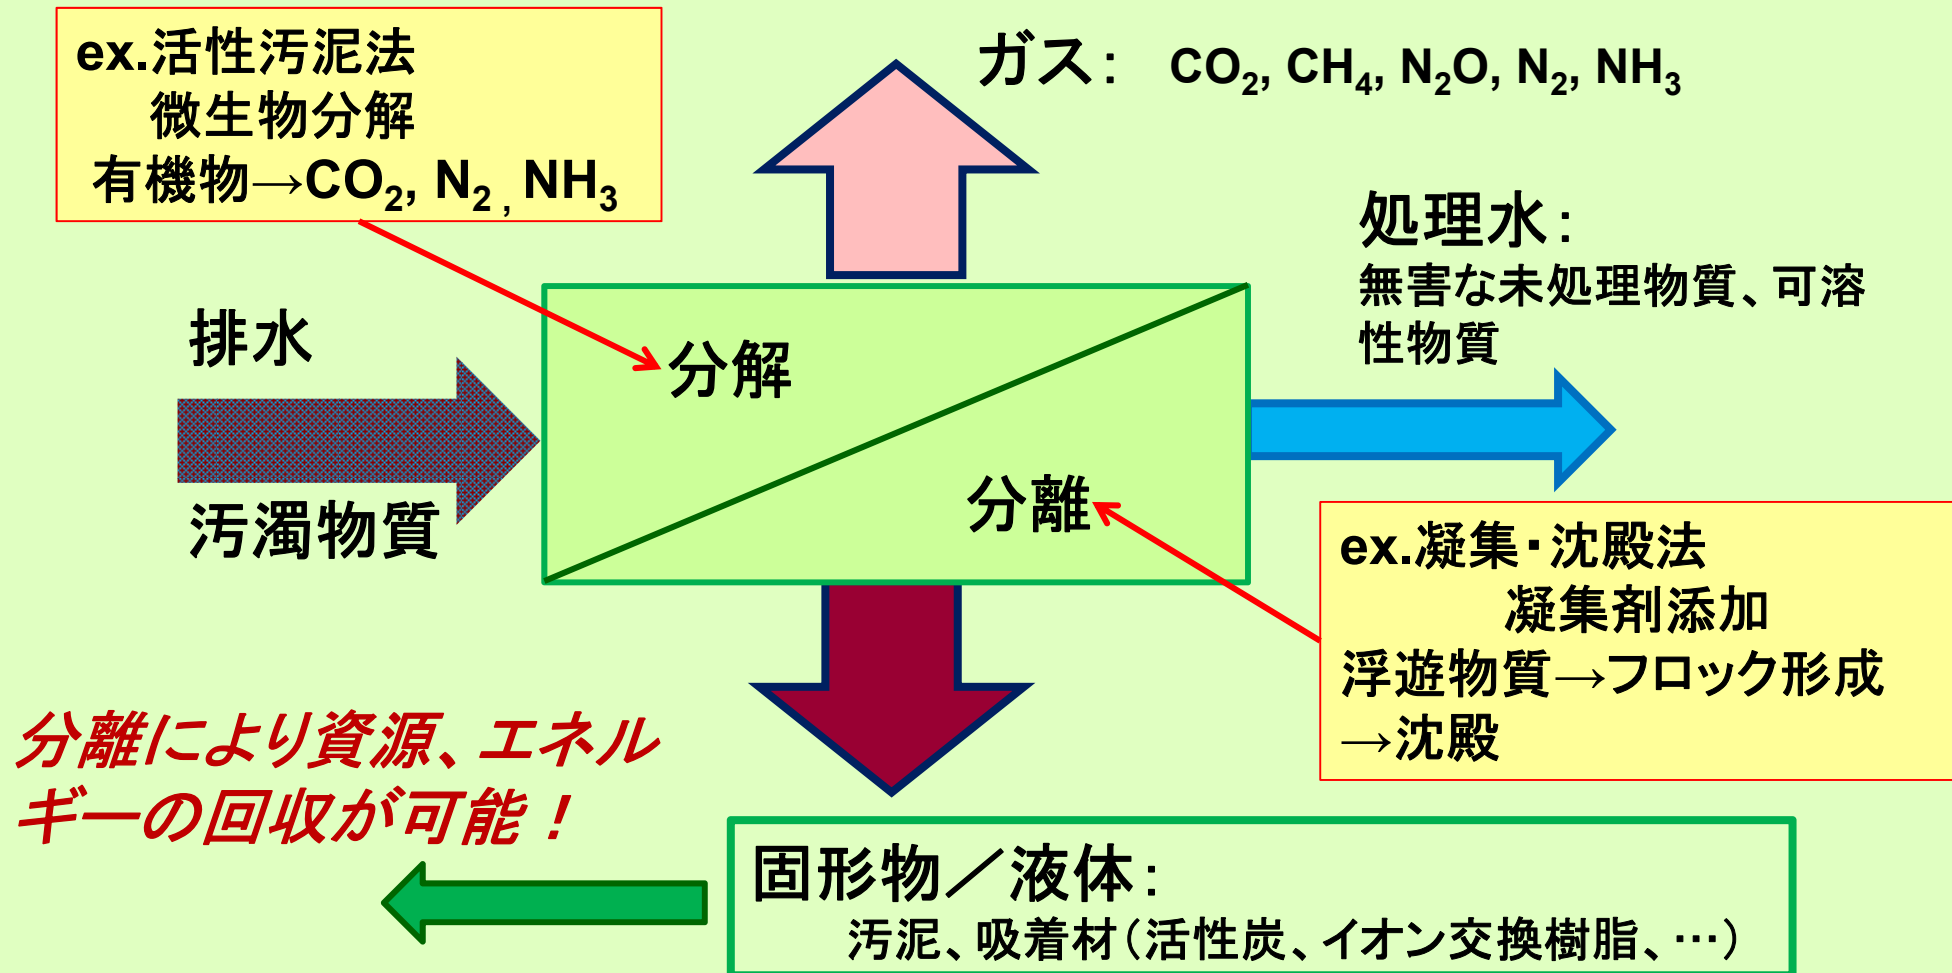 ex.活性汚泥法
微生物分解
有機物→CO₂, N₂, NH₃
ガス： CO₂, CH₄, N₂O, N₂, NH₃
処理水：
無害な未処理物質、可溶
性物質
排水
汚濁物質
分解
分離
ex.凝集・沈殿法
凝集剤添加
浮遊物質→フロック形成
→沈殿
分離により資源、エネル
ギーの回収が可能！
固形物／液体：
汚泥、吸着材（活性炭、イオン交換樹脂、…）